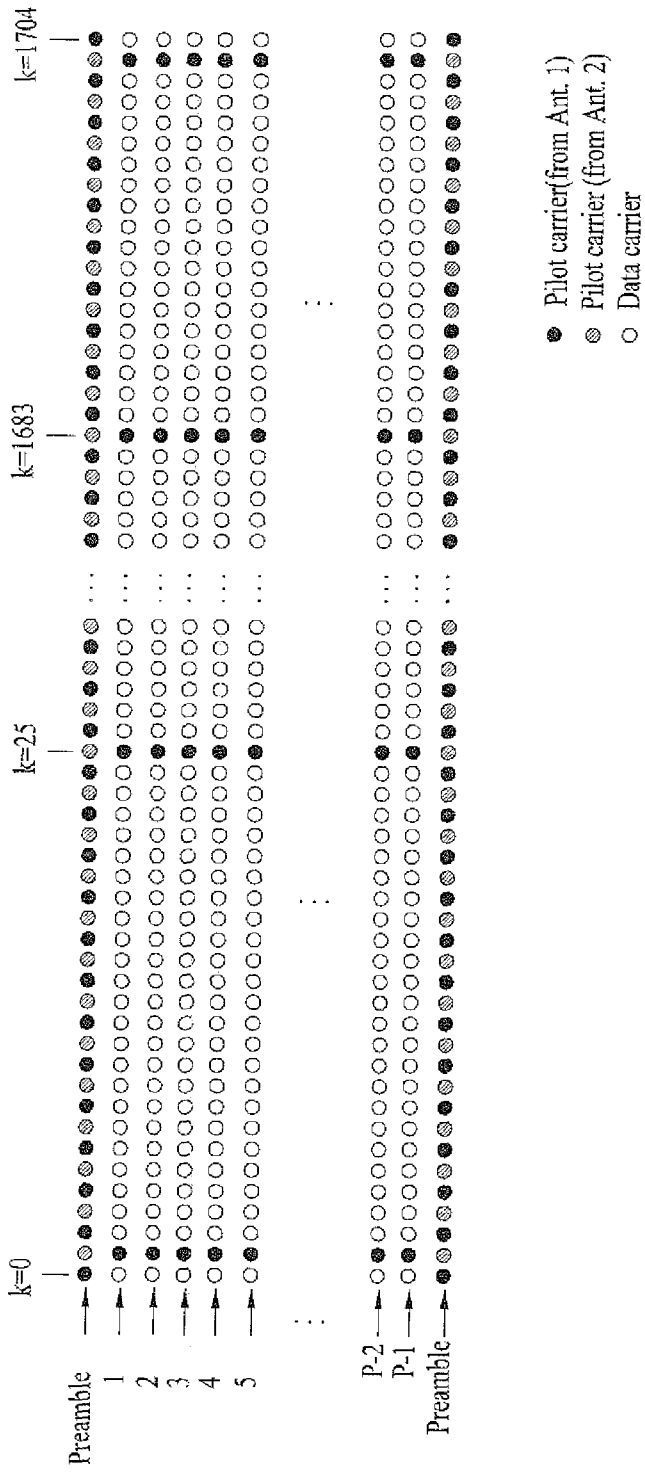 k=0
k=25
k=1683
k=1704
Preamble
1
2
3
4
5
P-2
P-1
Preamble
Pilot carrier(from Ant. 1)
Pilot carrier (from Ant. 2)
Data carrier